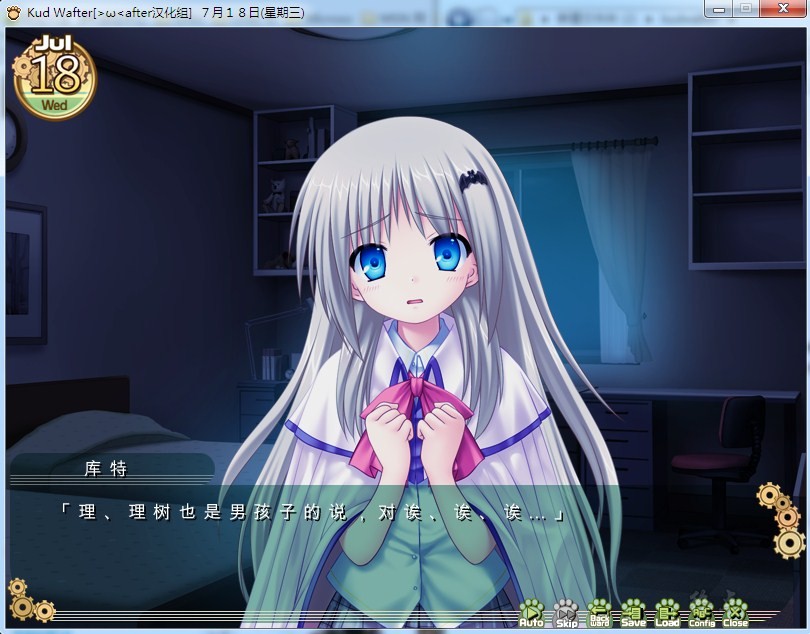 Kud Wafter[>ω<after汉化组] 7月18日(星期三)
Jul
18
Wed
库特
「理、理树也是男孩子的说，对诶、诶、诶…」
Auto Skip Back Ward Save Load Config Close